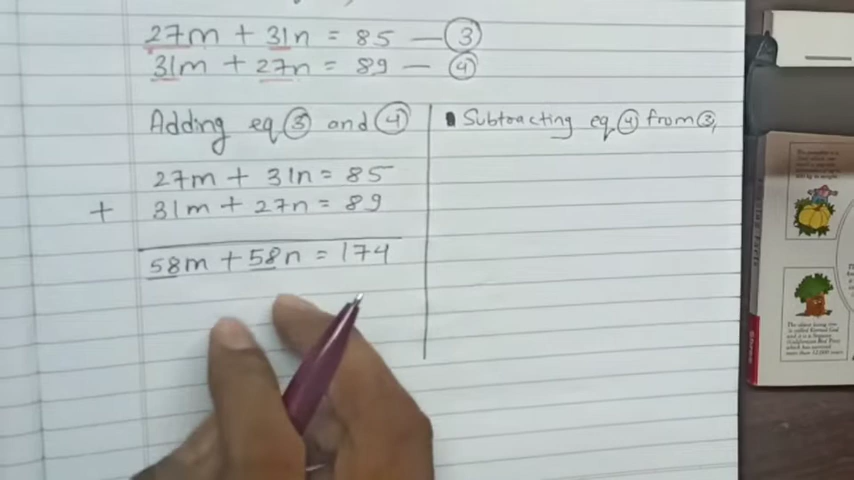 27m + 31n = 85 — ③
31m + 27n = 89 — ④
Adding eq ③ and ④
27m + 31n = 85
+ 31m + 27n = 89
58m + 58n = 174
Subtracting eq ④ from ③,